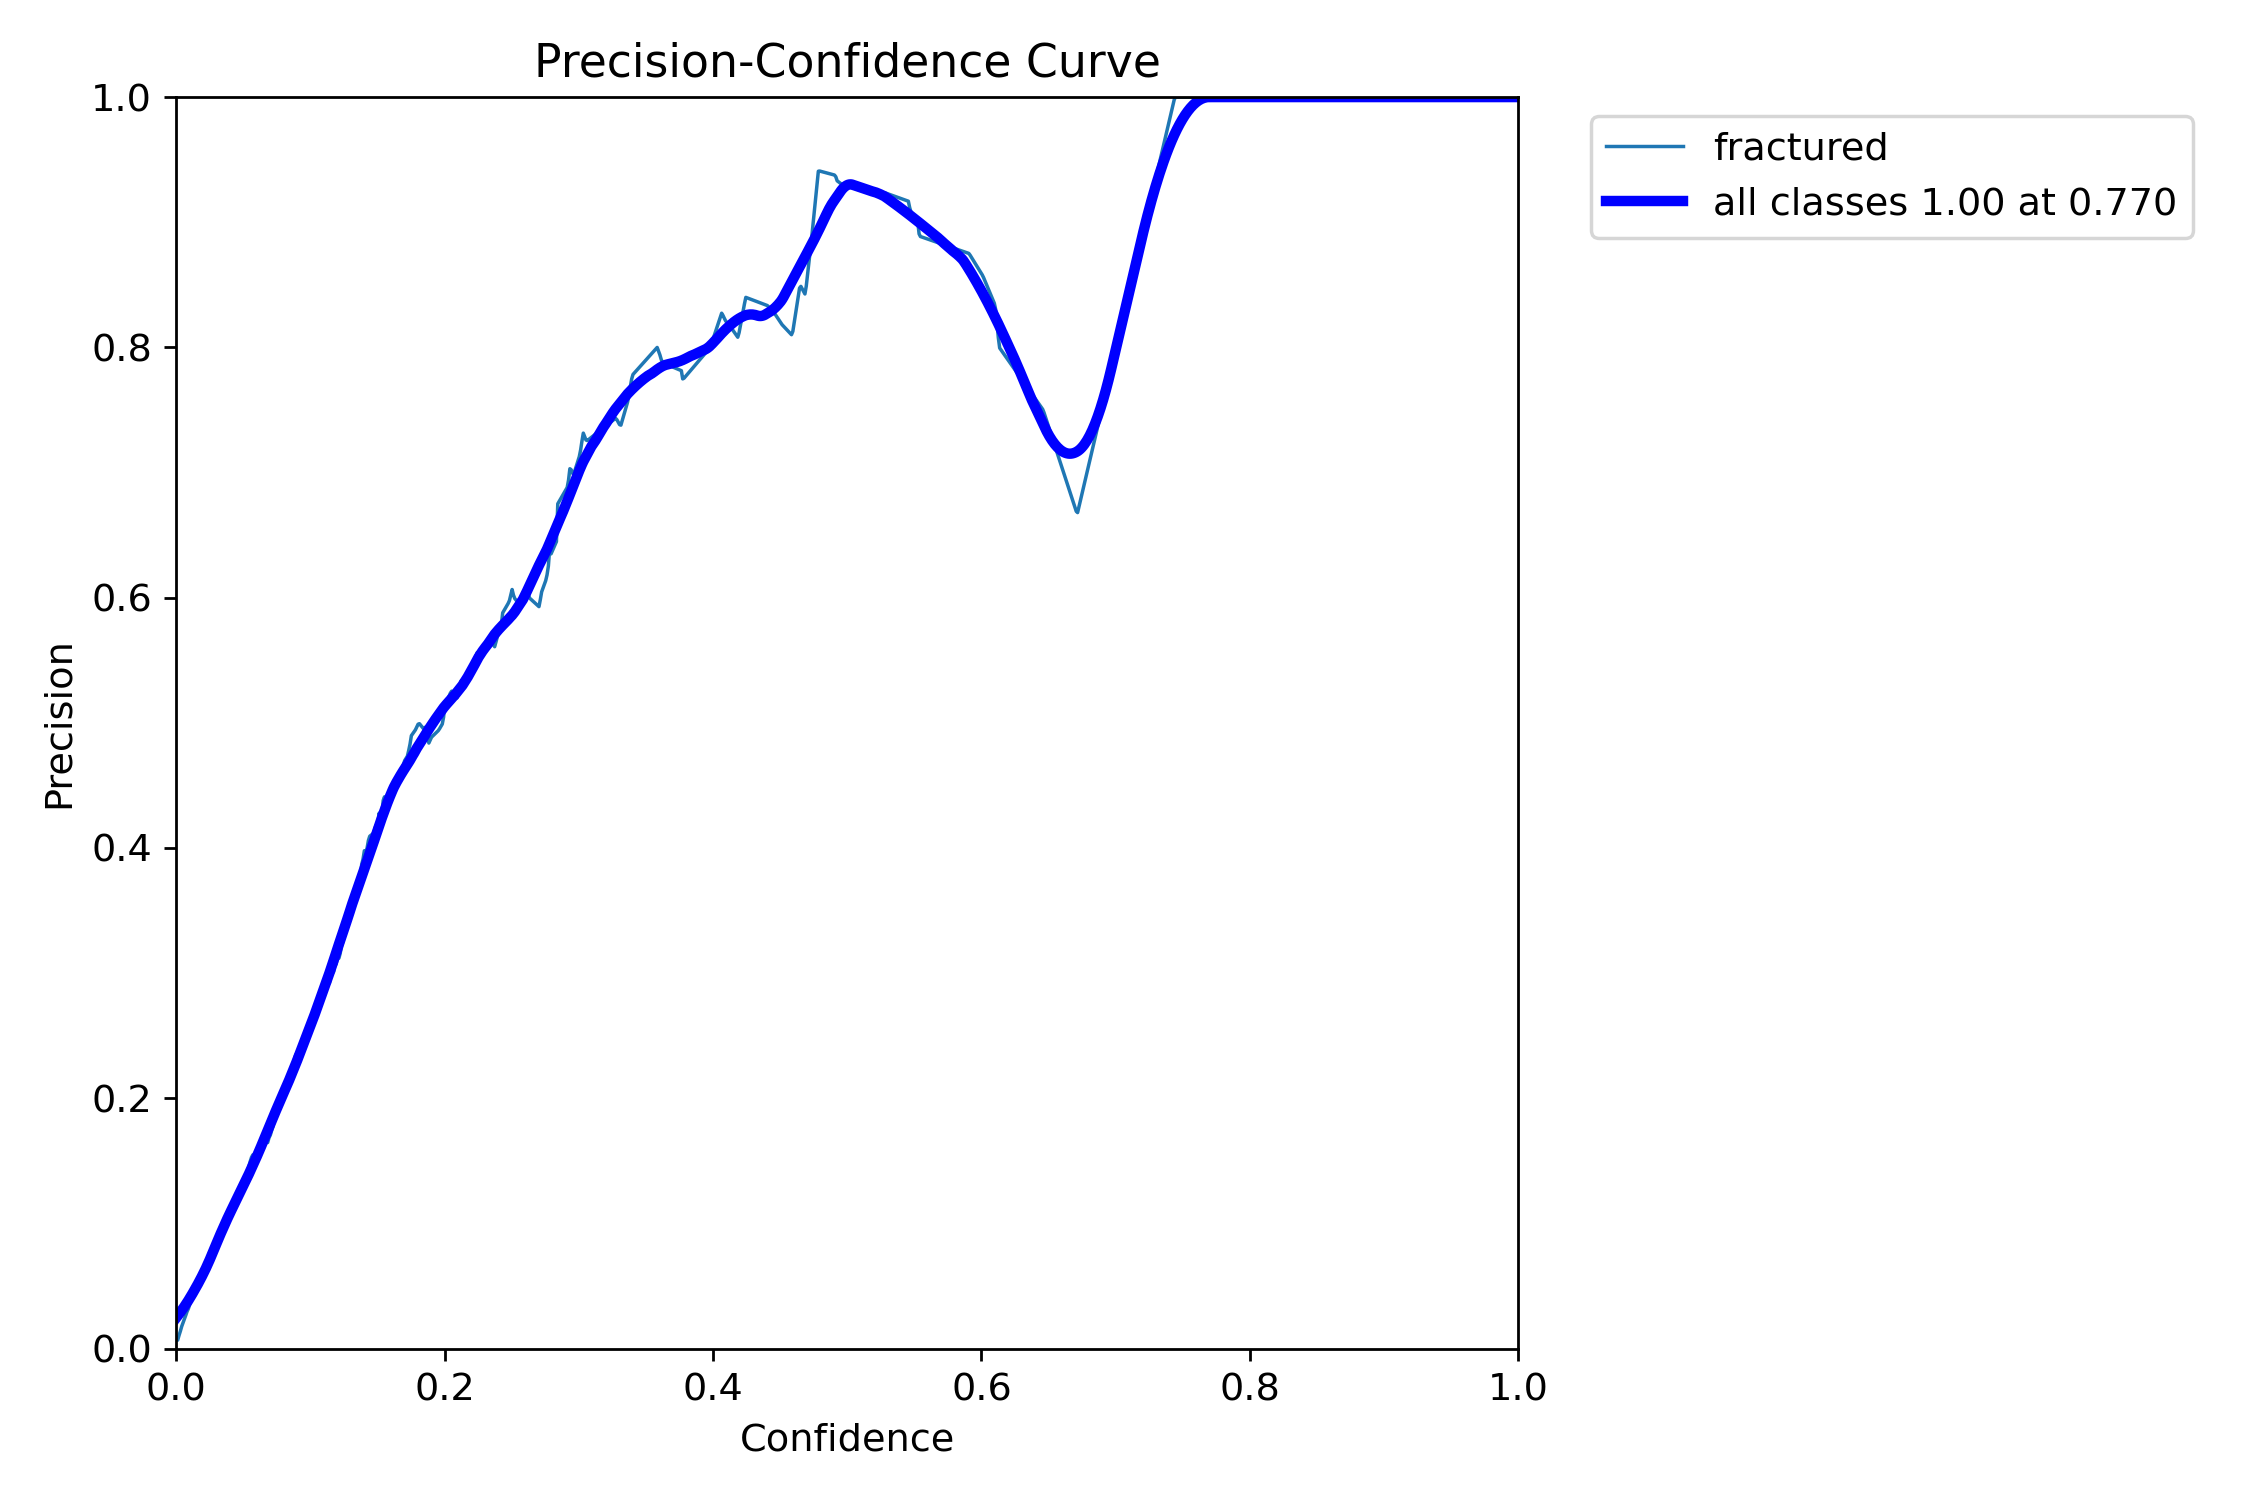 Precision-Confidence Curve
1.0
0.8
0.6
0.4
0.2
0.0
Precision
0.0 0.2 0.4 0.6 0.8 1.0
Confidence
fractured
all classes 1.00 at 0.770